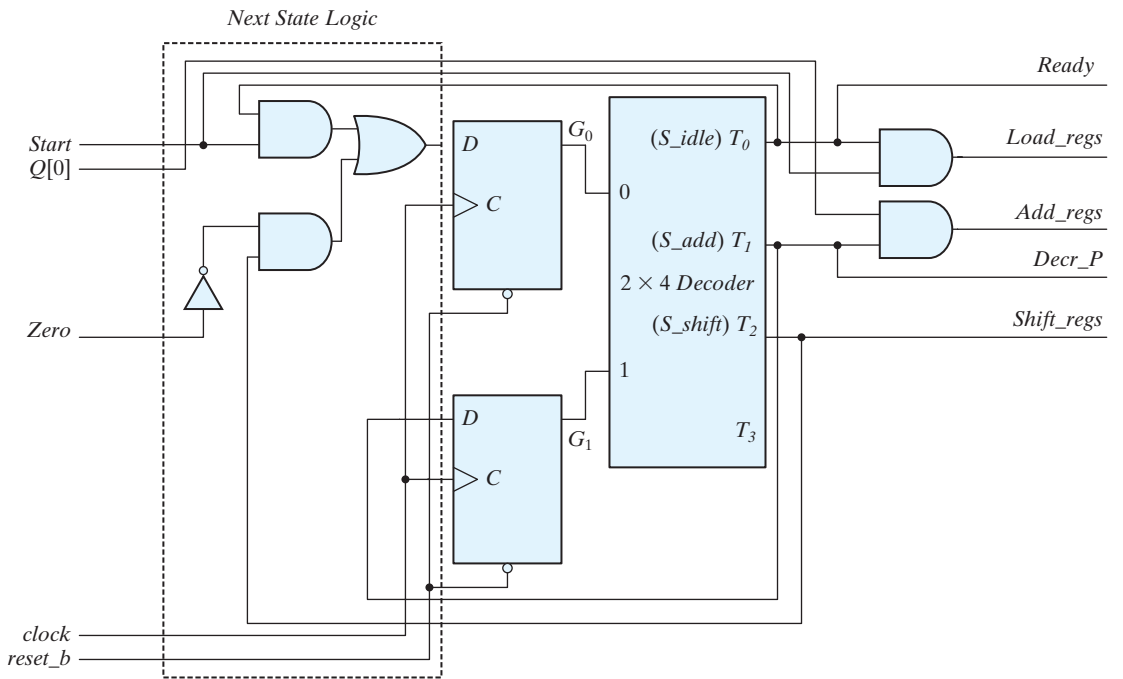 Next State Logic
Start
Q[0]
Zero
clock
reset_b
D
C
G0
D
C
G1
0
1
(S_idle) T0
(S_add) T1
2 × 4 Decoder
(S_shift) T2
T3
Ready
Load_regs
Add_regs
Decr_P
Shift_regs